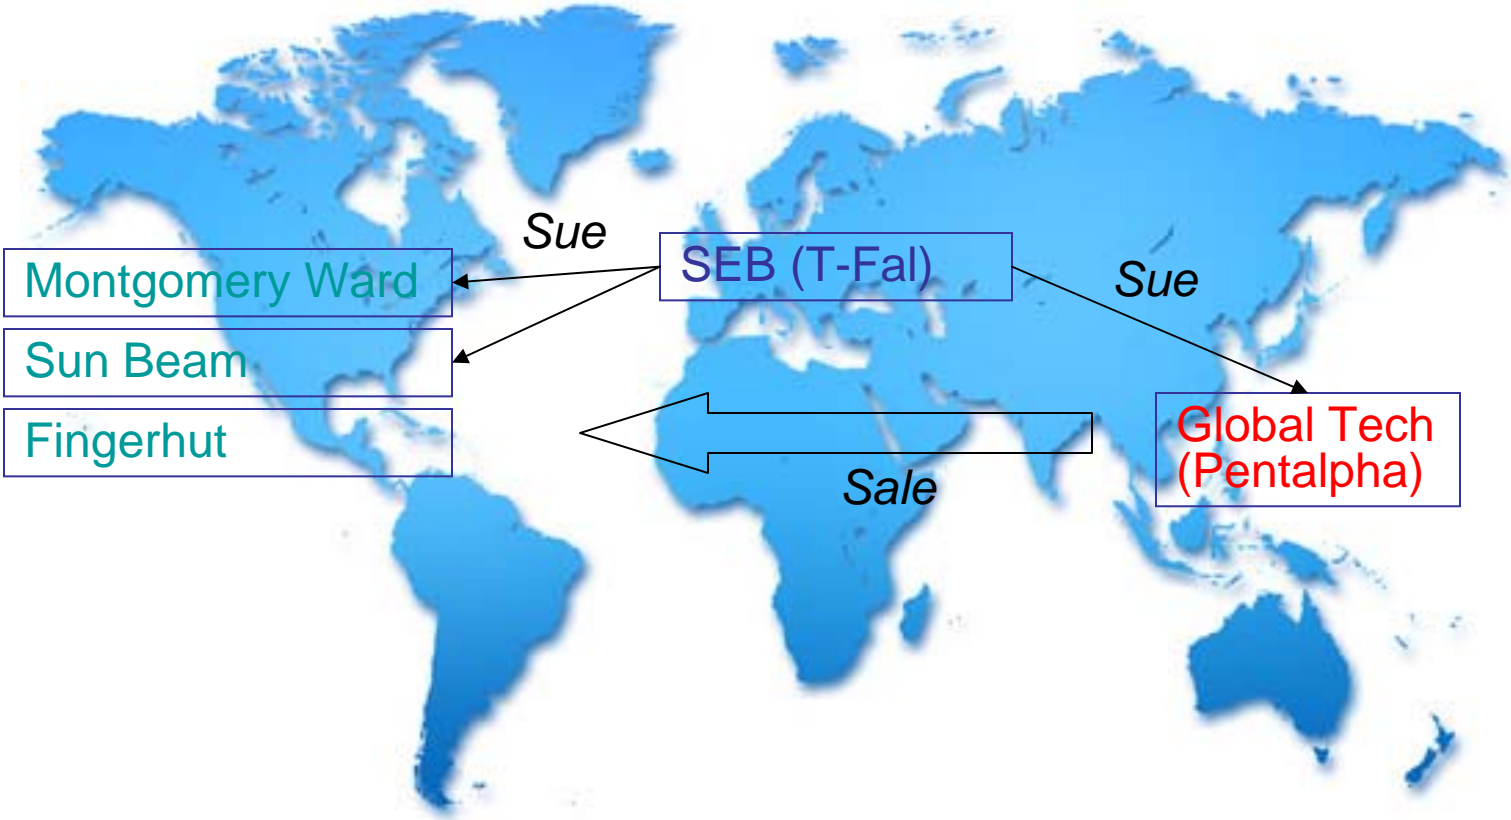 Sue
SEB (T-Fal)
Montgomery Ward
Sue
Sun Beam
Fingerhut
Global Tech
(Pentalpha)
Sale